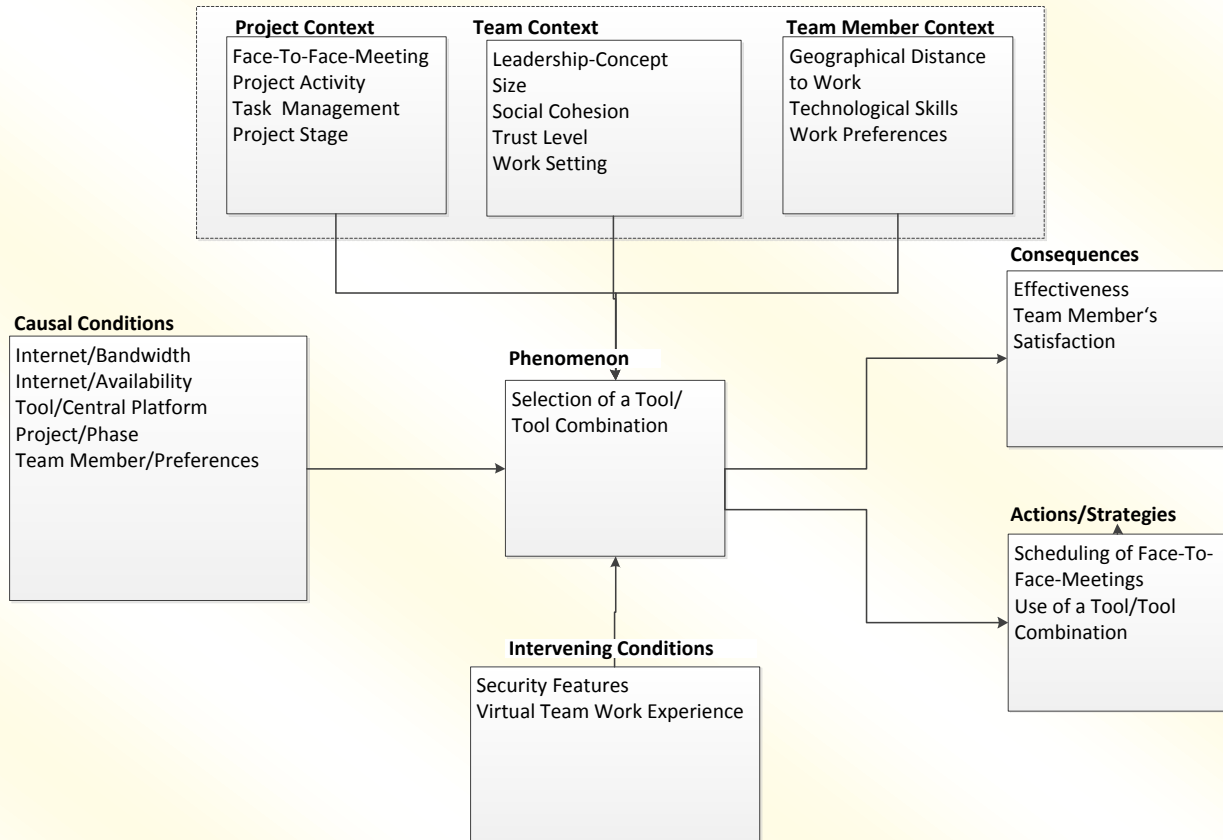 Project Context
Face-To-Face-Meeting
Project Activity
Task  Management
Project Stage
Team Context
Leadership-Concept
Size
Social Cohesion
Trust Level
Work Setting
Team Member Context
Geographical Distance
to Work
Technological Skills
Work Preferences
Causal Conditions
Internet/Bandwidth
Internet/Availability
Tool/Central Platform
Project/Phase
Team Member/Preferences
Phenomenon
Selection of a Tool/
Tool Combination
Consequences
Effectiveness
Team Member‘s
Satisfaction
Actions/Strategies
Scheduling of Face-To-
Face-Meetings
Use of a Tool/Tool
Combination
Intervening Conditions
Security Features
Virtual Team Work Experience